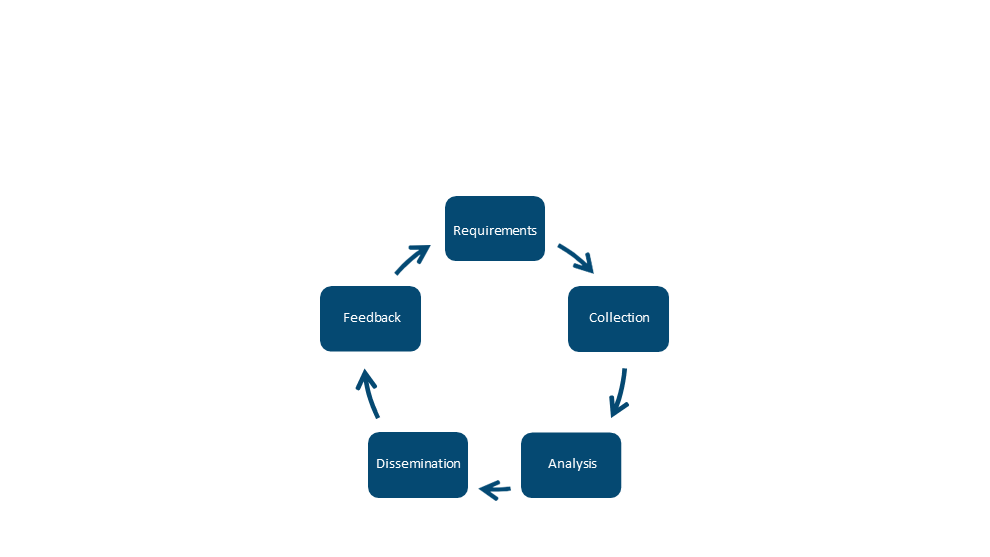 Requirements
Collection
Analysis
Dissemination
Feedback